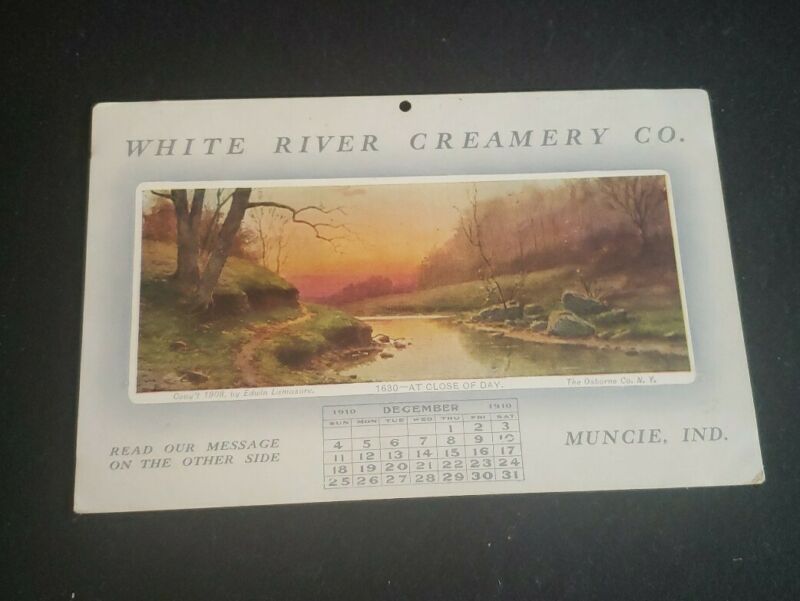 WHITE RIVER CREAMERY CO.
Copy't 1909, by Edwin Lamasure.
1680—AT CLOSE OF DAY.
The Osborne Co. N. Y.
1910 DECEMBER 1910
SUN MON TUE WED THU FRI SAT
1 2 3
4 5 6 7 8 9 10
11 12 13 14 15 16 17
18 19 20 21 22 23 24
25 26 27 28 29 30 31
READ OUR MESSAGE
ON THE OTHER SIDE
MUNCIE, IND.